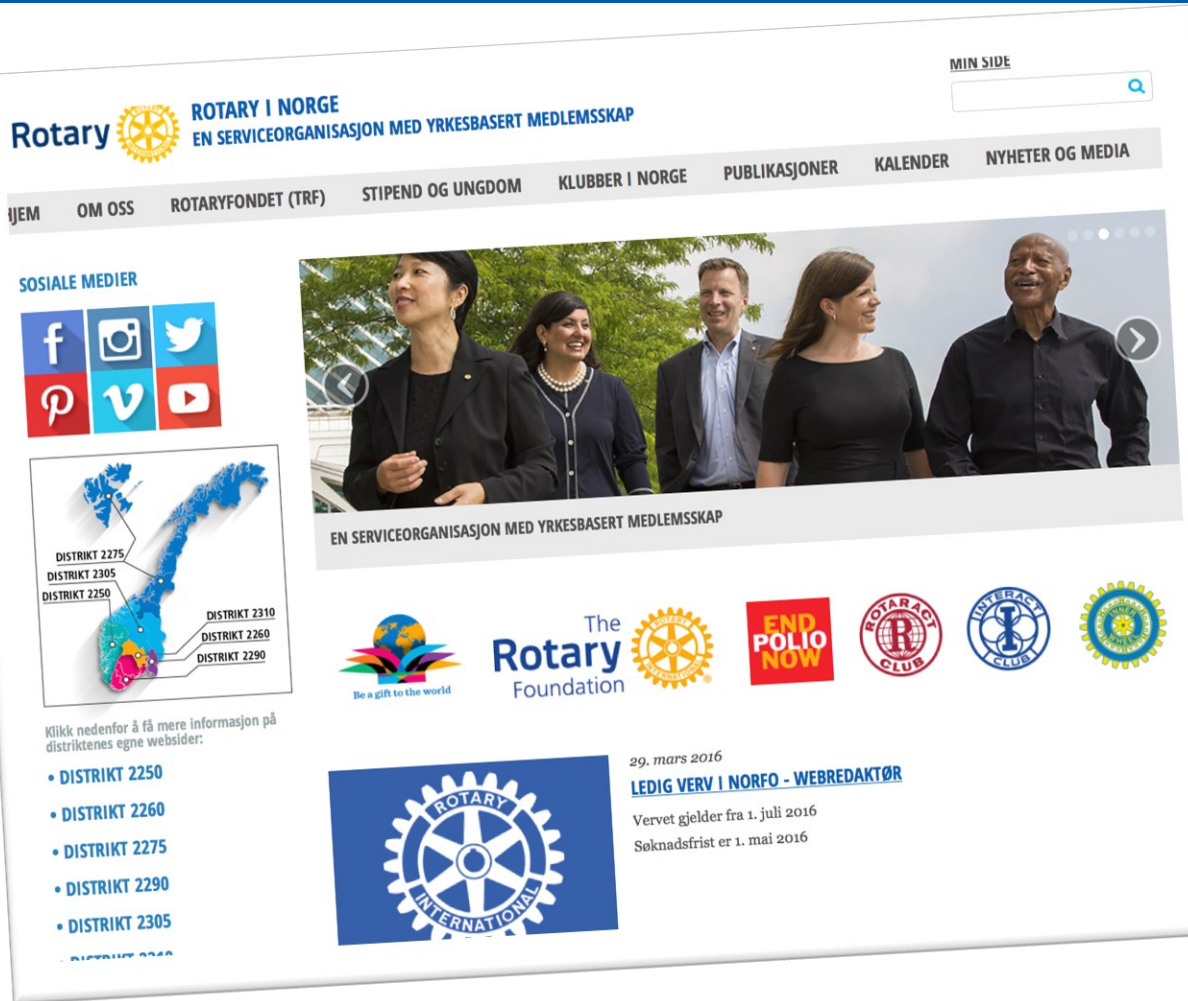 MIN SIDE
Rotary
ROTARY I NORGE
EN SERVICEORGANISASJON MED YRKESBASERT MEDLEMSSKAP
HJEM OM OSS ROTARYFONDET (TRF) STIPEND OG UNGDOM KLUBBER I NORGE PUBLIKASJONER KALENDER NYHETER OG MEDIA
SOSIALE MEDIER
DISTRIKT 2275
DISTRIKT 2305
DISTRIKT 2250
DISTRIKT 2310
DISTRIKT 2260
DISTRIKT 2290
Klikk nedenfor å få mere informasjon på
distriktenes egne websider:
• DISTRIKT 2250
• DISTRIKT 2260
• DISTRIKT 2275
• DISTRIKT 2290
• DISTRIKT 2305
EN SERVICEORGANISASJON MED YRKESBASERT MEDLEMSSKAP
Be a gift to the world
The
Rotary
Foundation
ROTARY
INTERNATIONAL
END
POLIO
NOW
ROTARACT
R
CLUB
INTERACT
I
CLUB
ROTARY
INTERNATIONAL
29. mars 2016
LEDIG VERV I NORFO - WEBREDAKTØR
Vervet gjelder fra 1. juli 2016
Søknadsfrist er 1. mai 2016